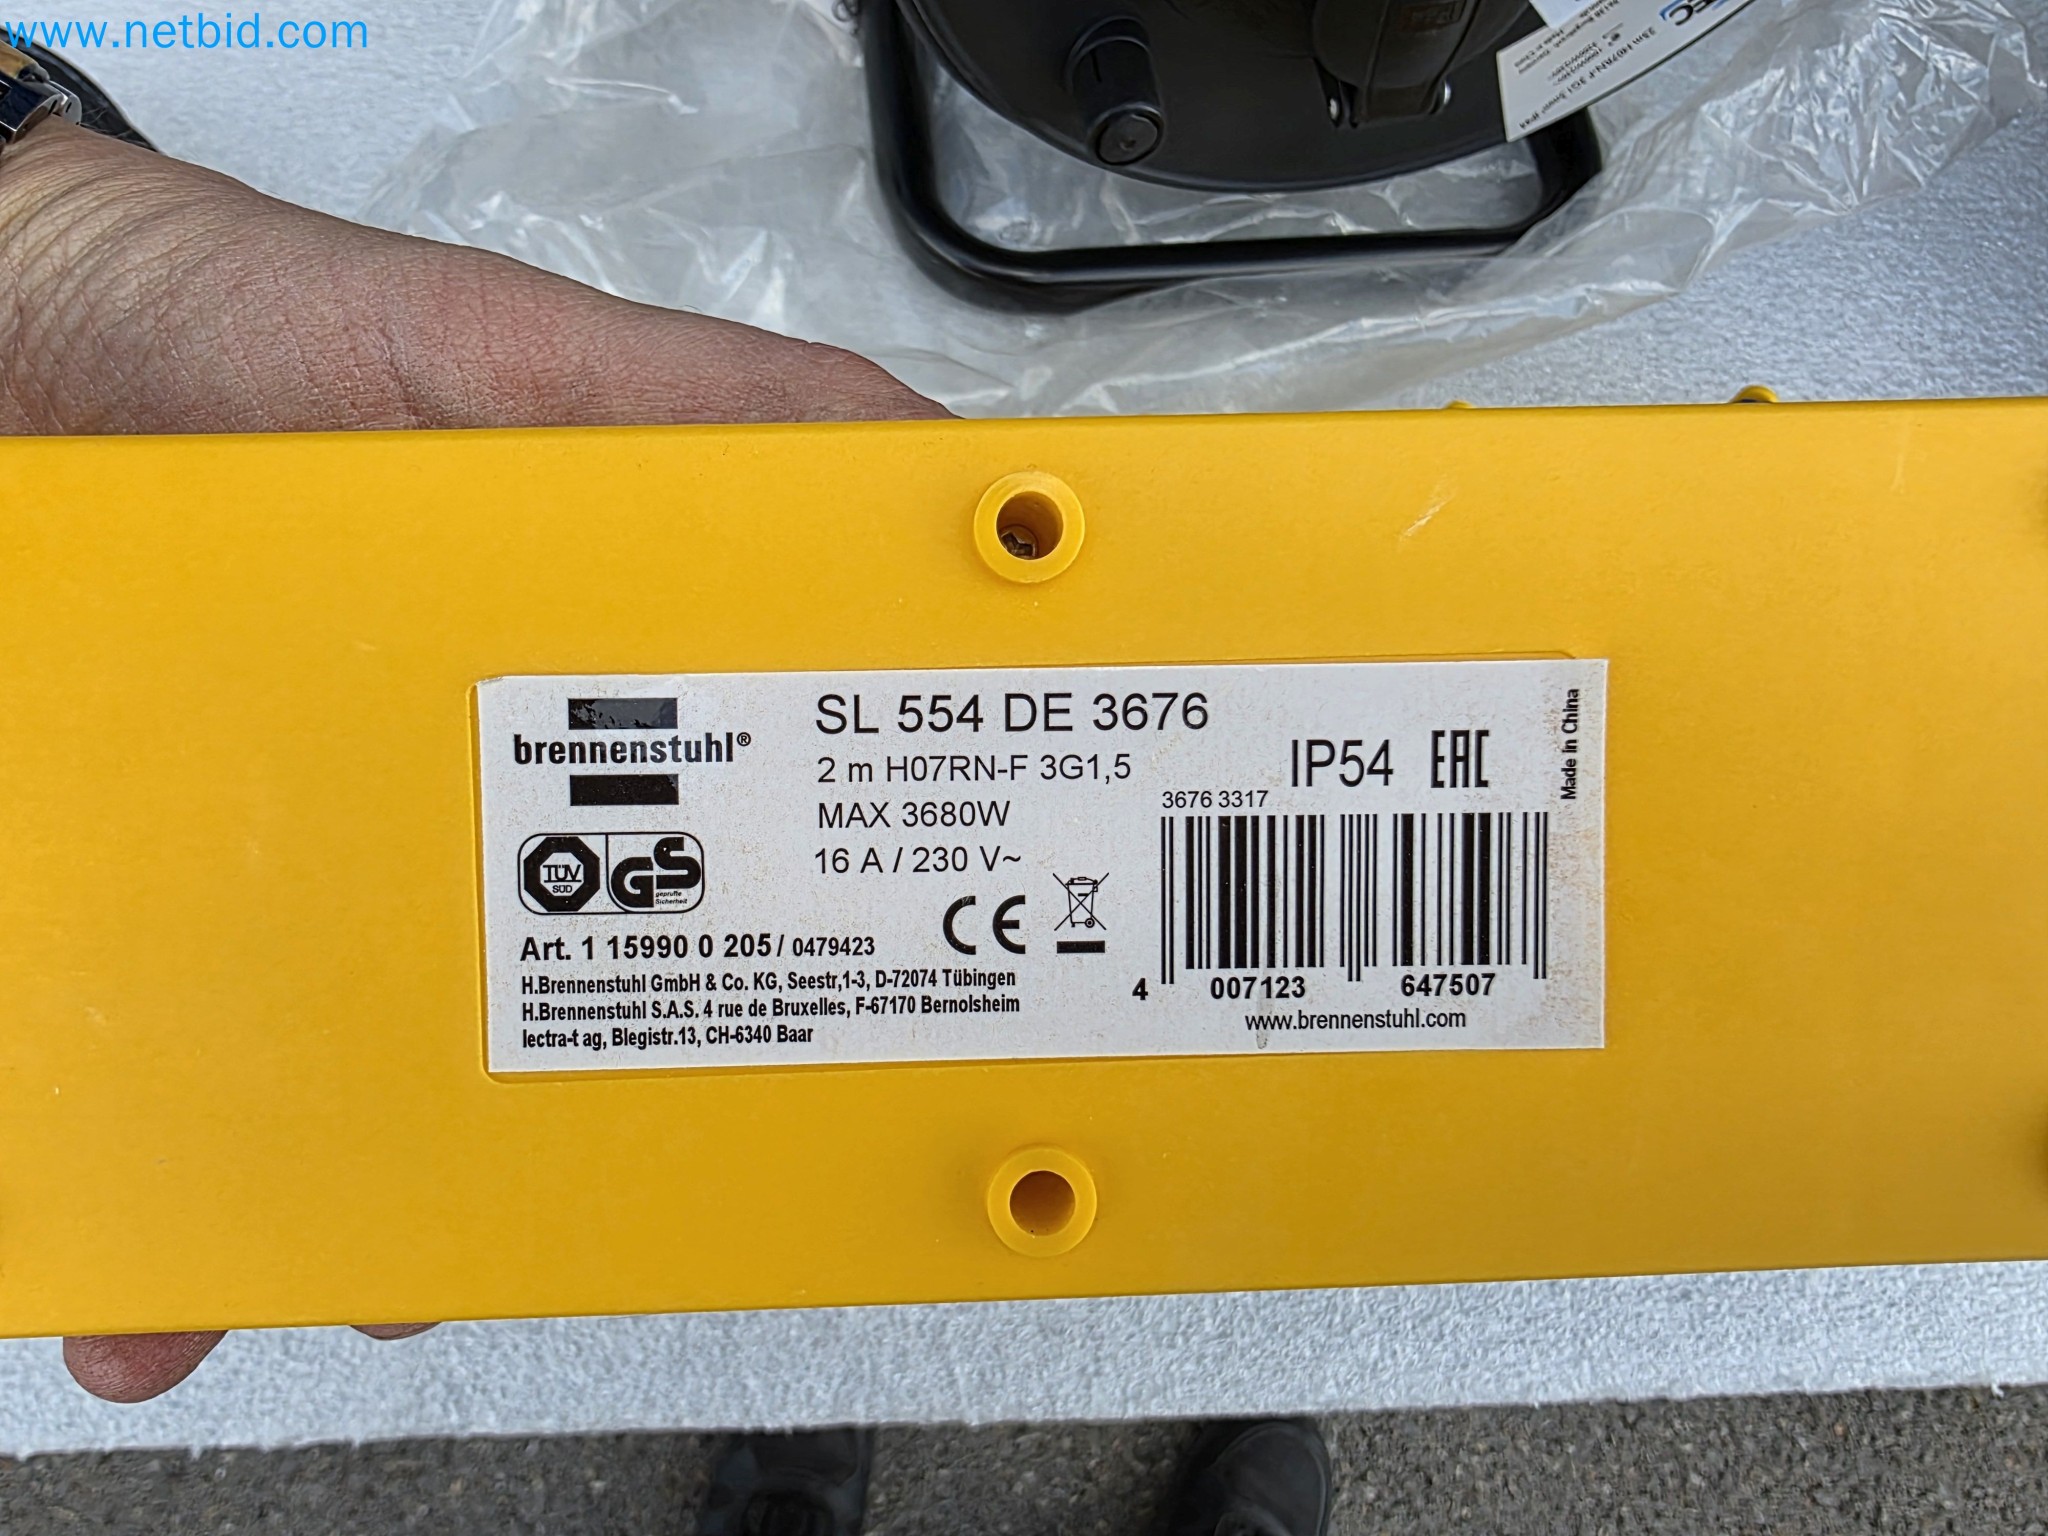 www.netbid.com
brennenstuhl®
SL 554 DE 3676
2 m H07RN-F 3G1,5
MAX 3680W
16 A / 230 V~
IP54 EAC
Made in China
TÜV
SÜD
GS
geprüfte
Sicherheit
CE
3676 3317
4 007123 647507
www.brennenstuhl.com
Art. 1 15990 0 205 / 0479423
H.Brennenstuhl GmbH & Co. KG, Seestr,1-3, D-72074 Tübingen
H.Brennenstuhl S.A.S. 4 rue de Bruxelles, F-67170 Bernolsheim
lectra-t ag, Blegistr.13, CH-6340 Baar